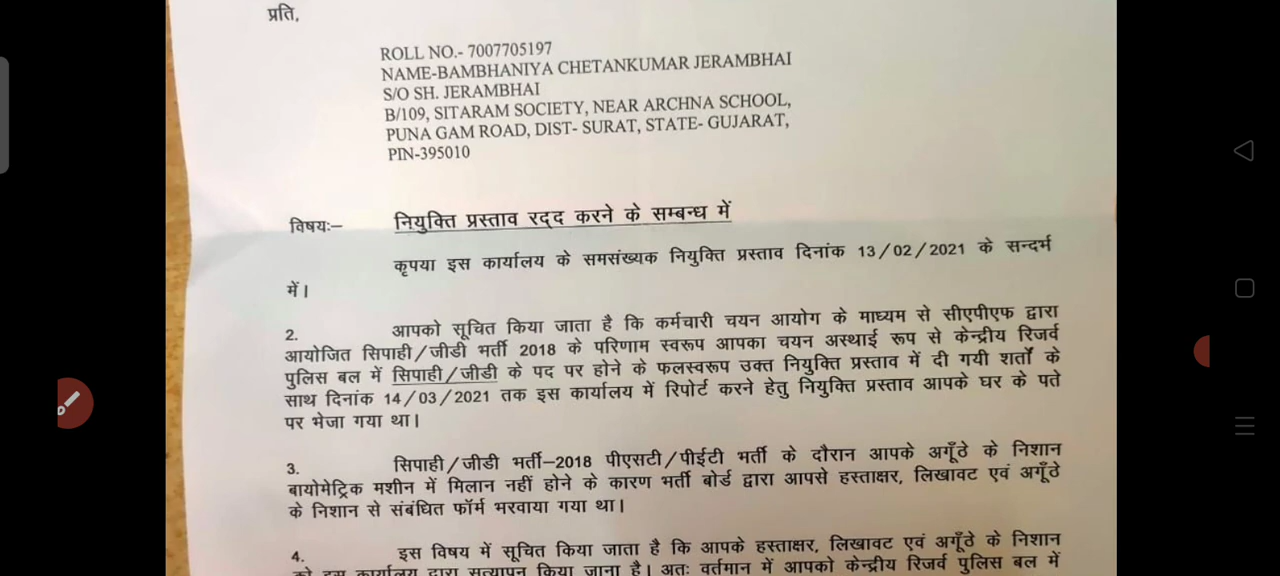 प्रति,
ROLL NO.- 7007705197
NAME-BAMBHANIYA CHETANKUMAR JERAMBHAI
S/O SH. JERAMBHAI
B/109, SITARAM SOCIETY, NEAR ARCHNA SCHOOL,
PUNA GAM ROAD, DIST- SURAT, STATE- GUJARAT,
PIN-395010
विषयः– नियुक्ति प्रस्ताव रद्द करने के सम्बन्ध में
कृपया इस कार्यालय के समसंख्यक नियुक्ति प्रस्ताव दिनांक 13/02/2021 के सन्दर्भ
में।
2. आपको सूचित किया जाता है कि कर्मचारी चयन आयोग के माध्यम से सीएपीएफ द्वारा
आयोजित सिपाही/जीडी भर्ती 2018 के परिणाम स्वरूप आपका चयन अस्थाई रूप से केन्द्रीय रिजर्व
पुलिस बल में सिपाही/जीडी के पद पर होने के फलस्वरूप उक्त नियुक्ति प्रस्ताव में दी गयी शर्तों के
साथ दिनांक 14/03/2021 तक इस कार्यालय में रिपोर्ट करने हेतु नियुक्ति प्रस्ताव आपके घर के पते
पर भेजा गया था।
3. सिपाही/जीडी भर्ती–2018 पीएसटी/पीईटी भर्ती के दौरान आपके अगूँठे के निशान
बायोमेट्रिक मशीन में मिलान नहीं होने के कारण भर्ती बोर्ड द्वारा आपसे हस्ताक्षर, लिखावट एवं अगूँठे
के निशान से संबंधित फॉर्म भरवाया गया था।
4. इस विषय में सूचित किया जाता है कि आपके हस्ताक्षर, लिखावट एवं अगूँठे के निशान
को इस कार्यालय द्वारा सत्यापन किया जाना है। अतः वर्तमान में आपको केन्द्रीय रिजर्व पुलिस बल में